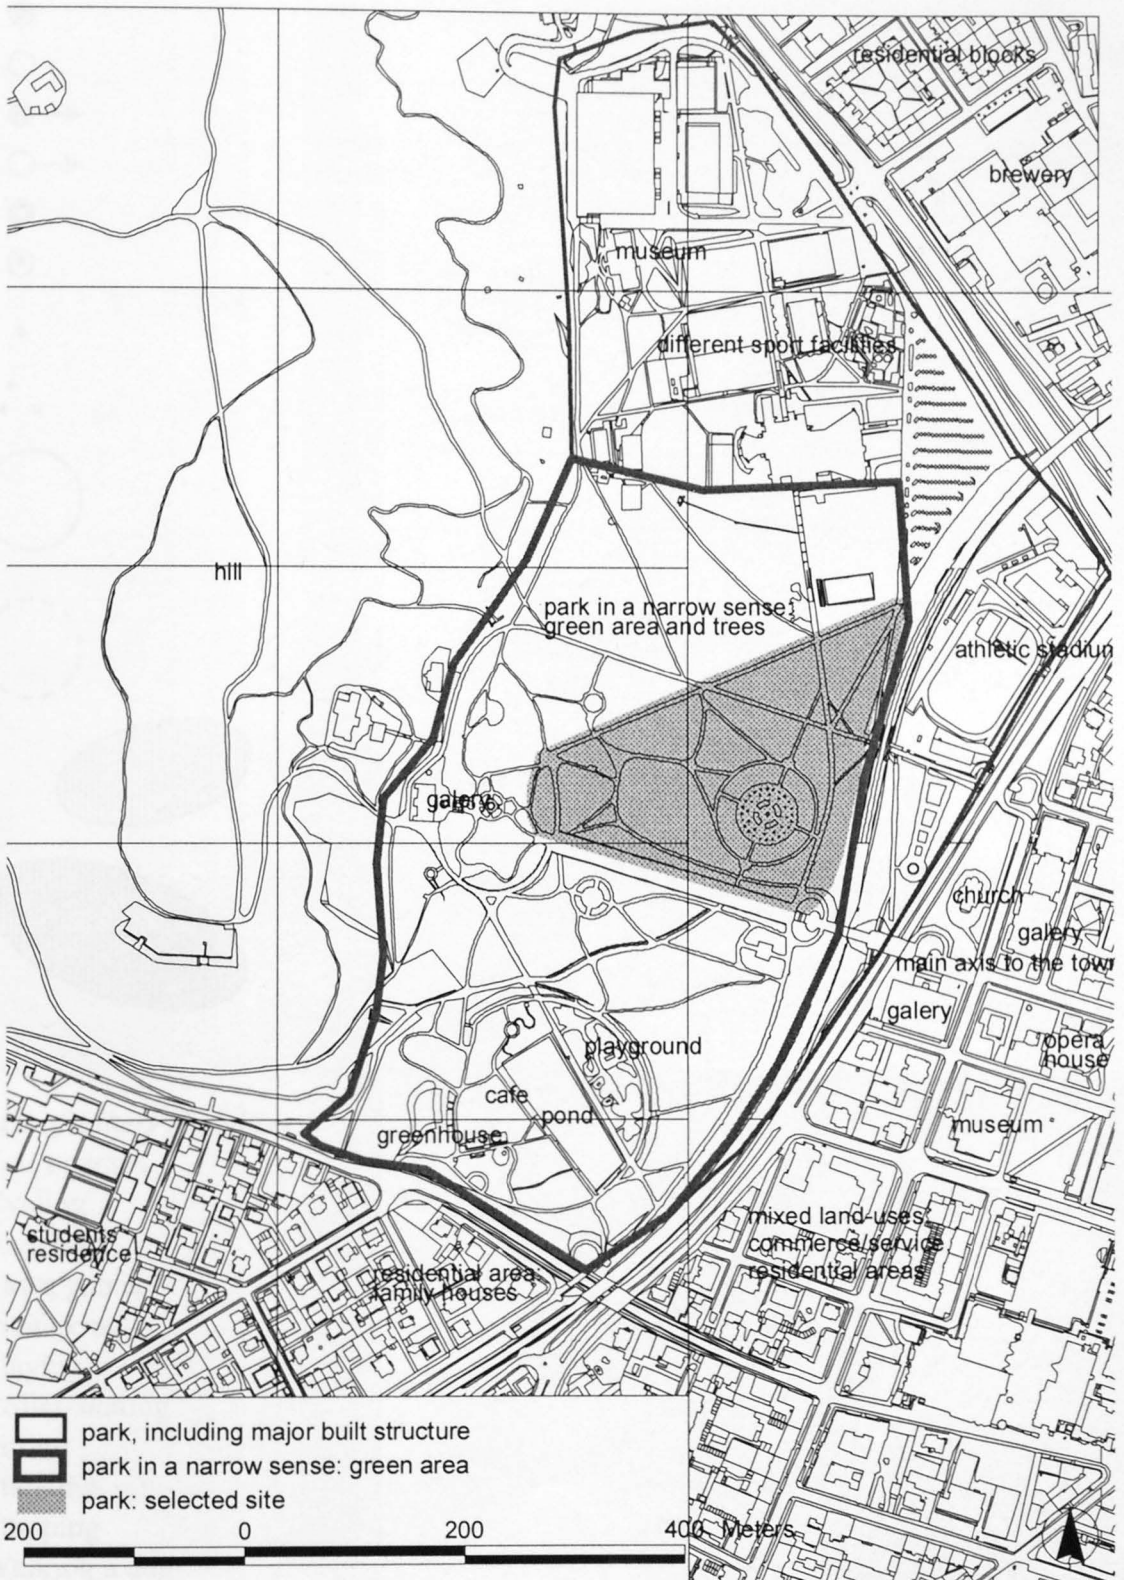 residential blocks
brewery
museum
different sport facilities
hill
park in a narrow sense:
green area and trees
athletic stadium
galery
church
galery
main axis to the town
galery
opera
house
playground
cafe
pond
museum
greenhouse
mixed land-uses:
commerce/service
residential areas
students'
residence
residential area:
family houses
park, including major built structure
park in a narrow sense: green area
park: selected site
200 0 200 400 Meters